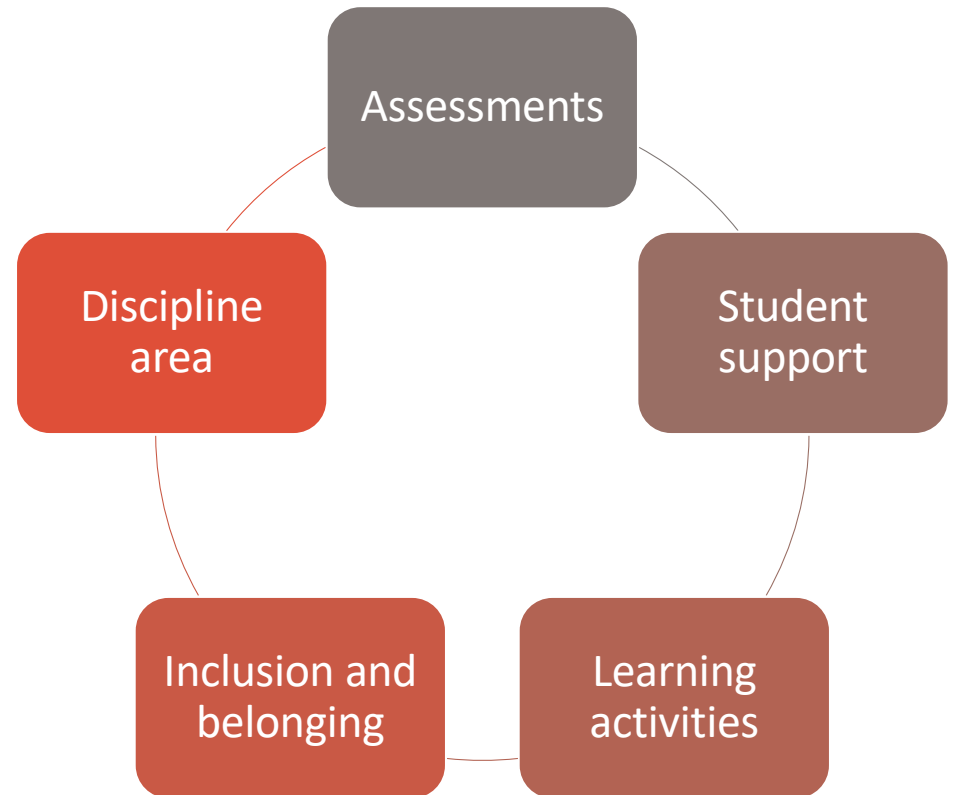 Assessments
Student
support
Learning
activities
Inclusion and
belonging
Discipline
area